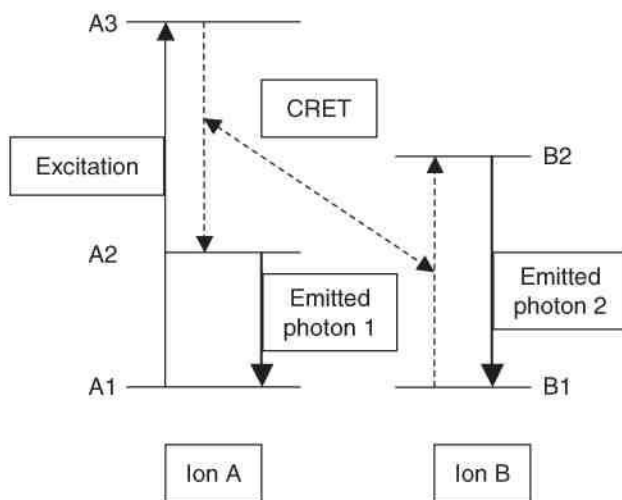 A3
CRET
Excitation
B2
A2
Emitted
photon 1
Emitted
photon 2
A1
B1
Ion A
Ion B